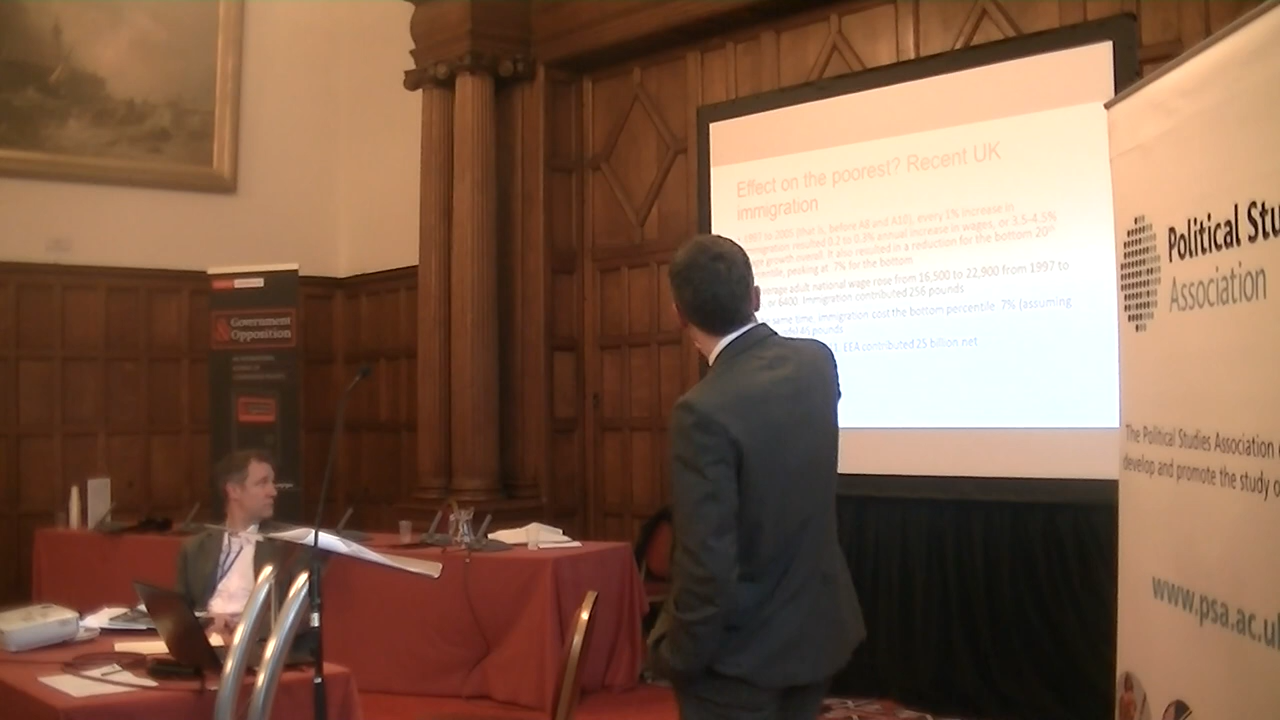 Effect on the poorest? Recent UK
immigration
1997 to 2005 (that is, before A8 and A10), every 1% increase in
immigration resulted 0.2 to 0.3% annual increase in wages, or 3.5-4.5%
wage growth overall. It also resulted in a reduction for the bottom 20th
percentile, peaking at .7% for the bottom
average adult national wage rose from 16,500 to 22,900 from 1997 to
or 6400. Immigration contributed 256 pounds
same time, immigration cost the bottom percentile .7% (assuming
46 pounds
EEA contributed 25 billion net
Government
& Opposition
Political Stu
Association
The Political Studies Association
develop and promote the study o
www.psa.ac.u